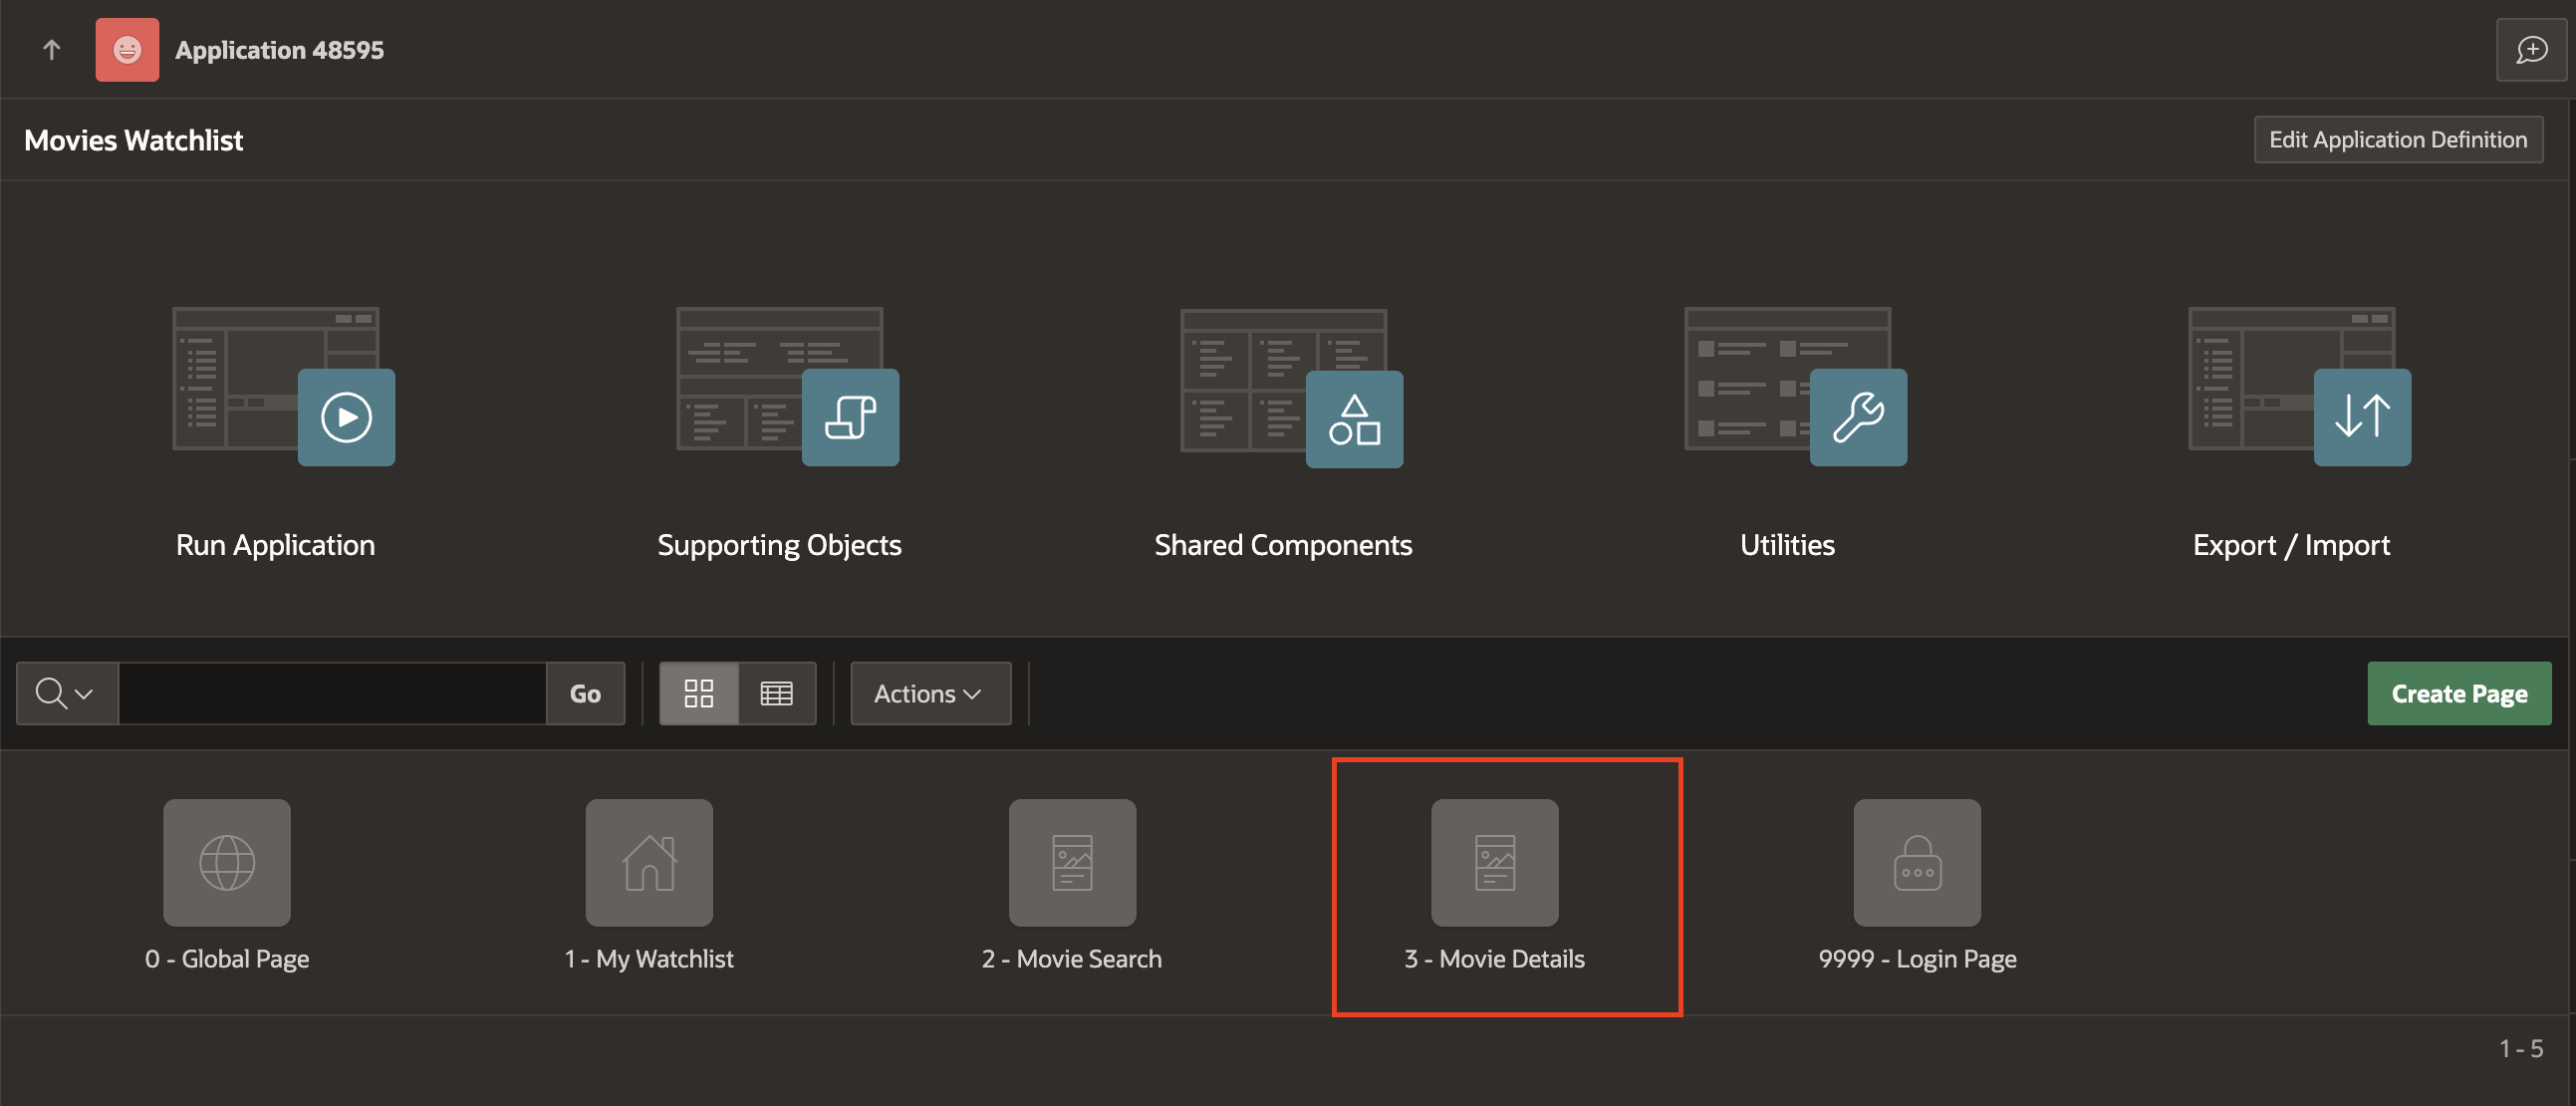 Application 48595
Movies Watchlist
Edit Application Definition
Run Application
Supporting Objects
Shared Components
Utilities
Export / Import
Go
Actions
Create Page
0 - Global Page
1 - My Watchlist
2 - Movie Search
3 - Movie Details
9999 - Login Page
1 - 5